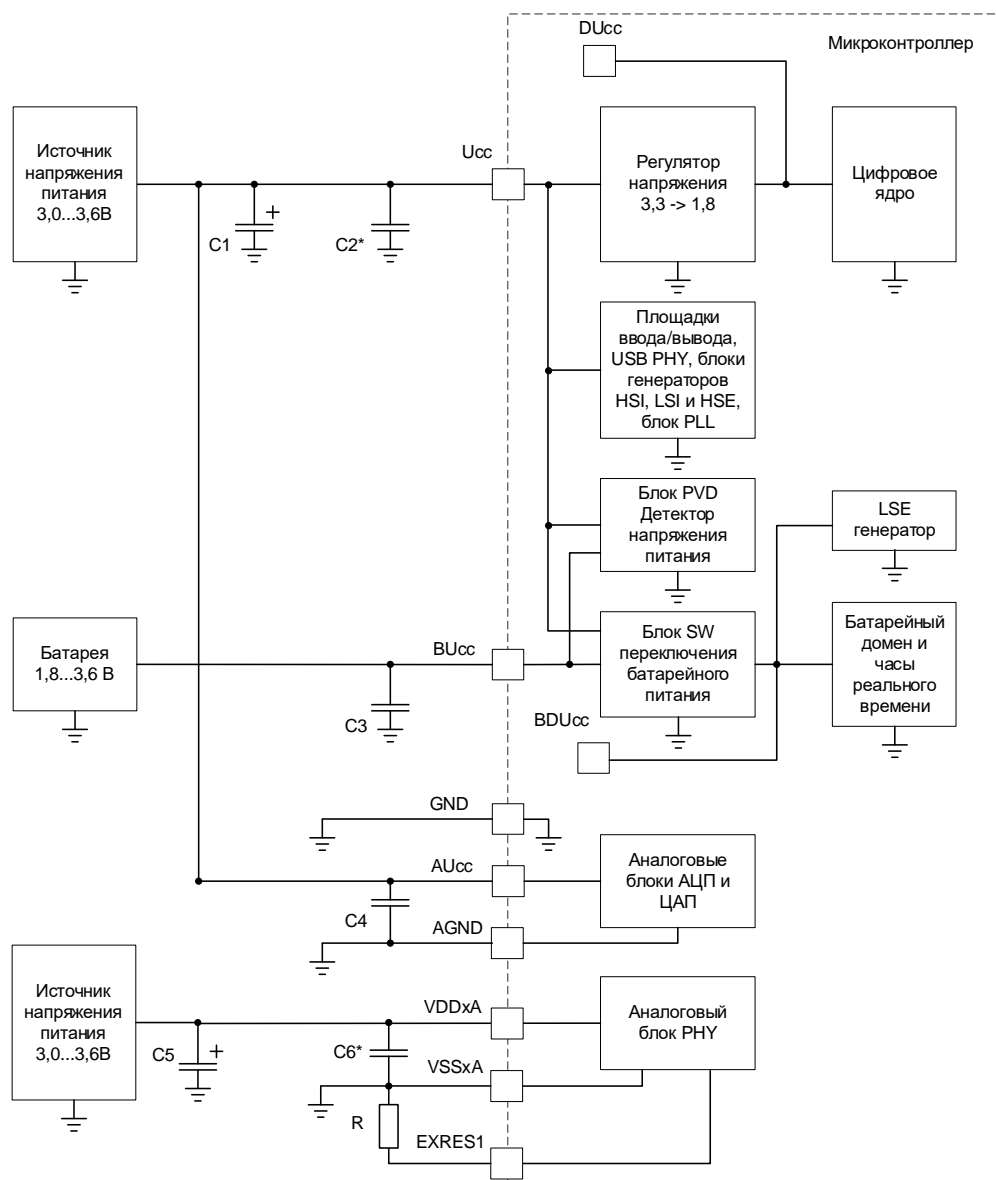 DUcc
Микроконтроллер
Источник
напряжения
питания
3,0...3,6В
Ucc
C1
+
C2*
Регулятор
напряжения
3,3 -> 1,8
Цифровое
ядро
Площадки
ввода/вывода,
USB PHY, блоки
генераторов
HSI, LSI и HSE,
блок PLL
Блок PVD
Детектор
напряжения
питания
LSE
генератор
Батарея
1,8...3,6 В
BUcc
C3
Блок SW
переключения
батарейного
питания
Батарейный
домен и
часы
реального
времени
BDUcc
GND
AUcc
C4
AGND
Аналоговые
блоки АЦП и
ЦАП
Источник
напряжения
питания
3,0...3,6В
C5
+
VDDxA
C6*
VSSxA
R
EXRES1
Аналоговый
блок PHY